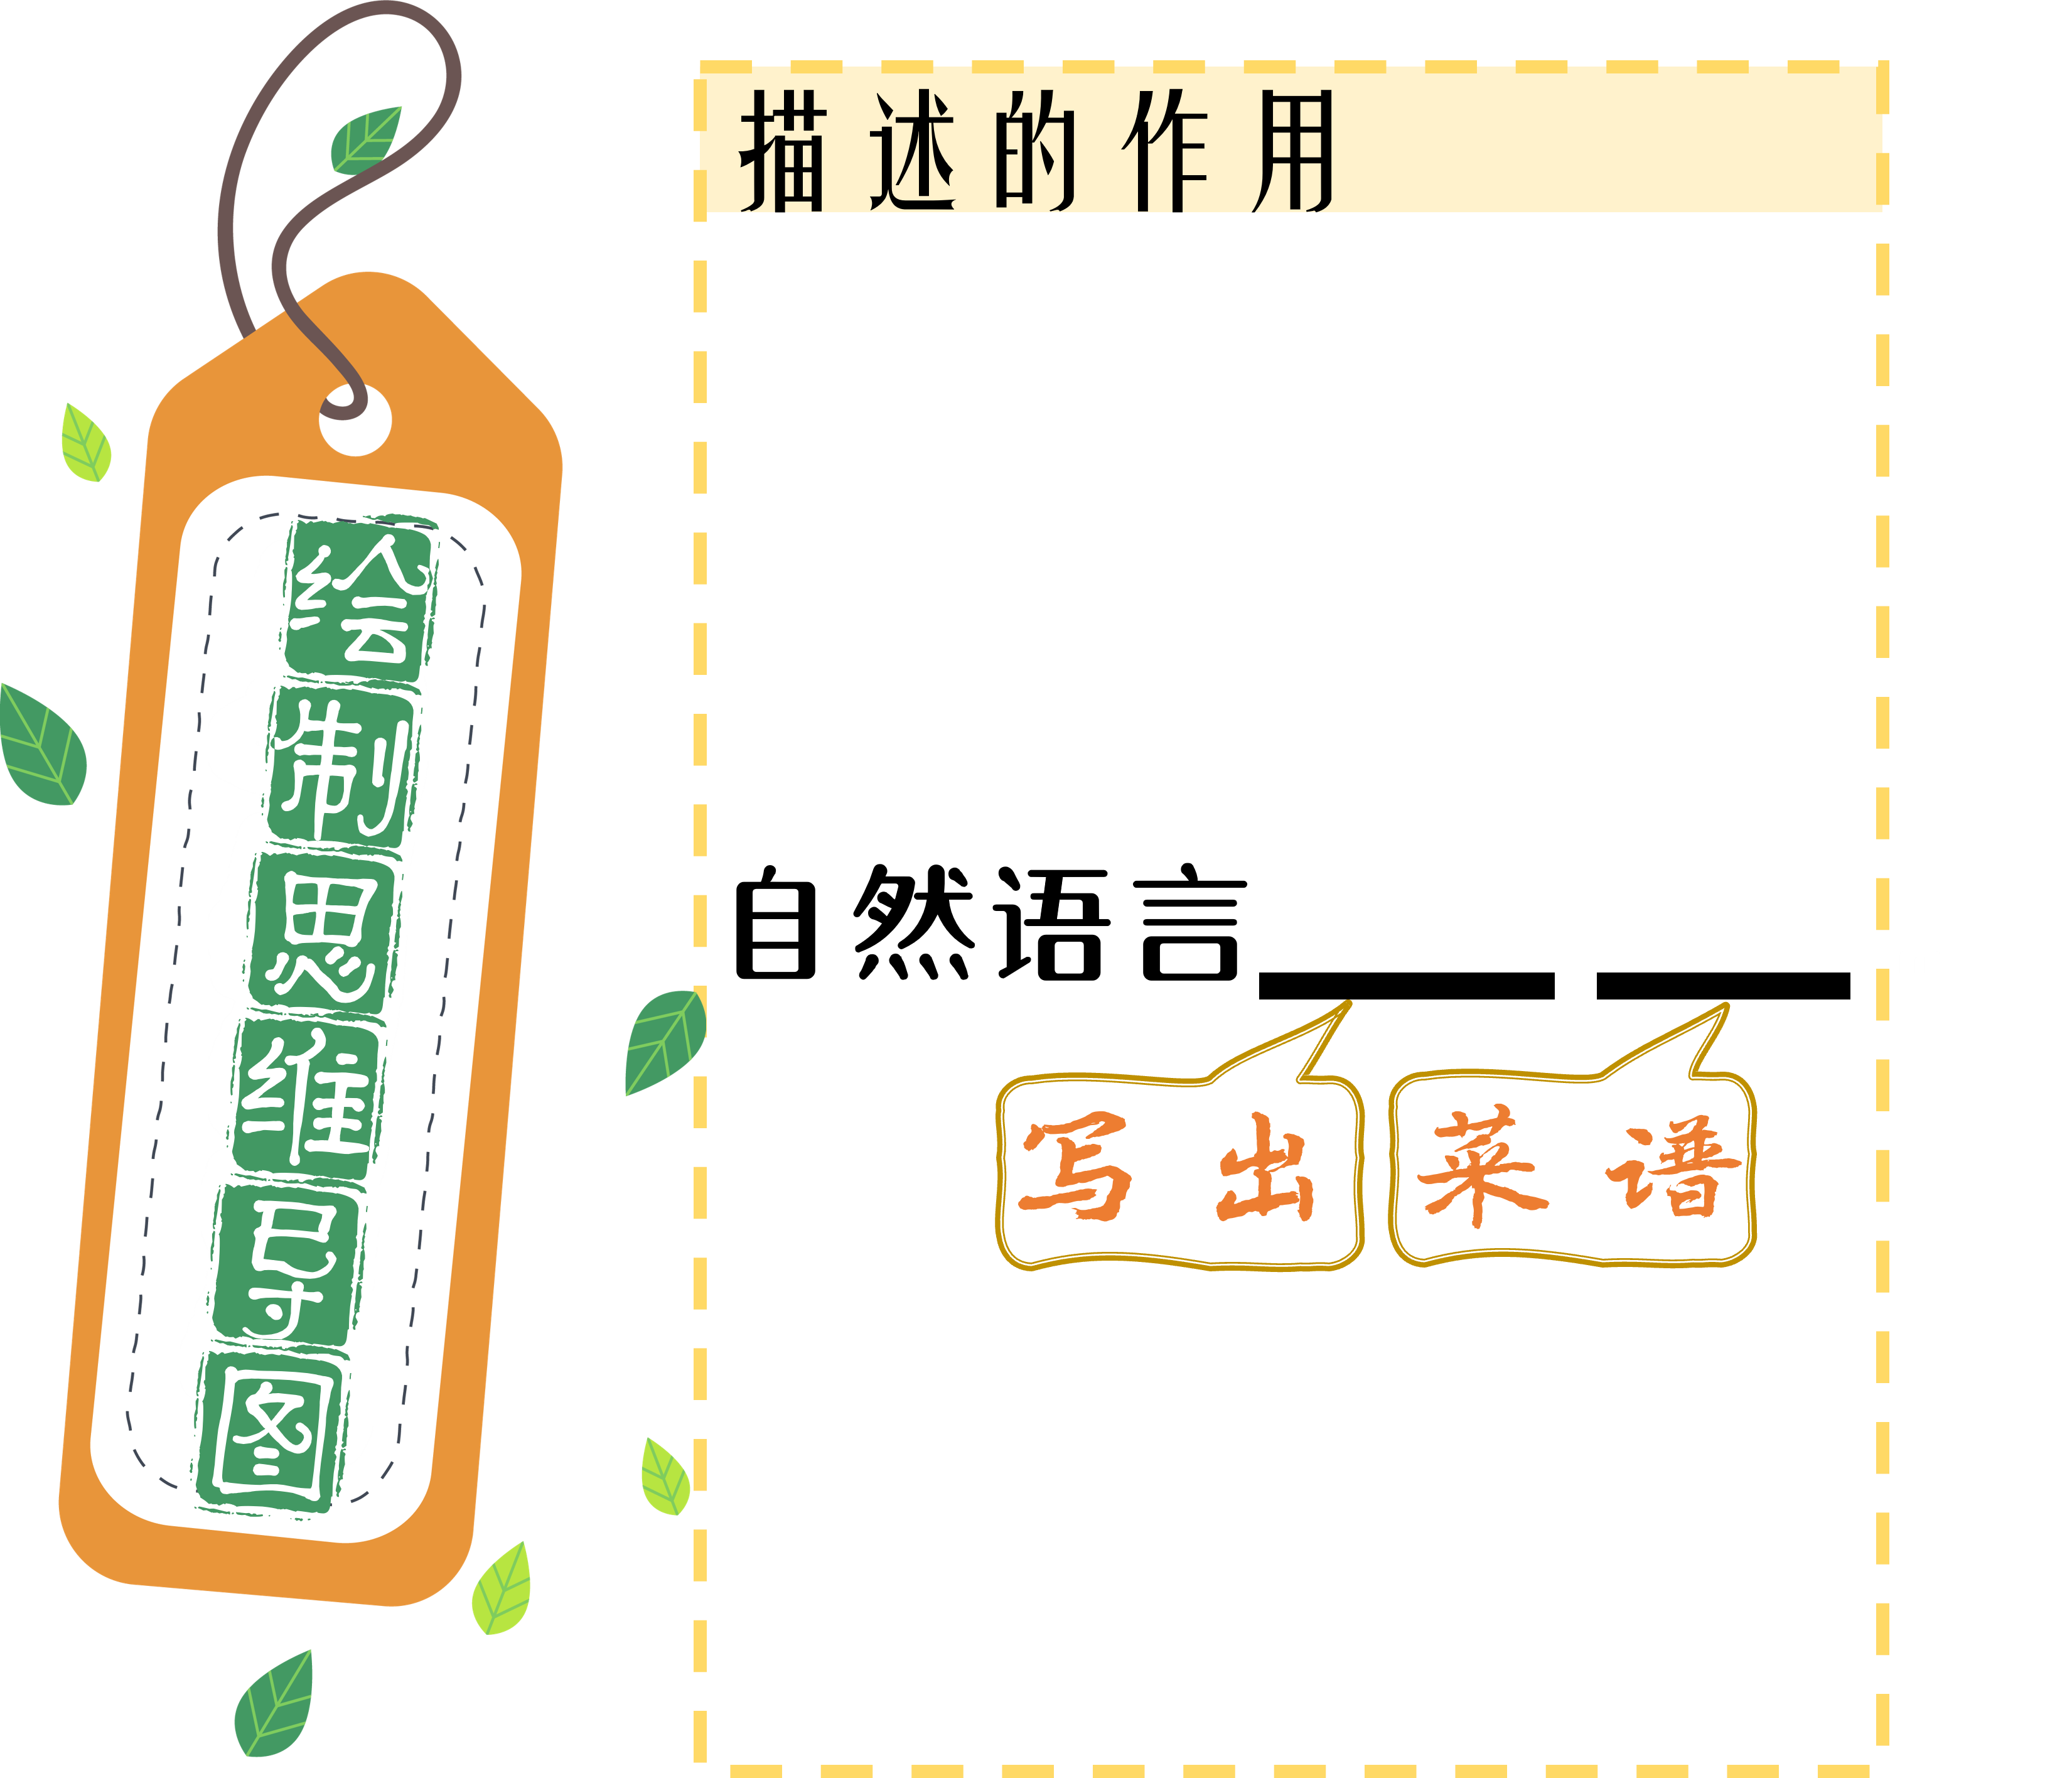 绘制思维导图
描述的作用
自然语言
写出
菜谱